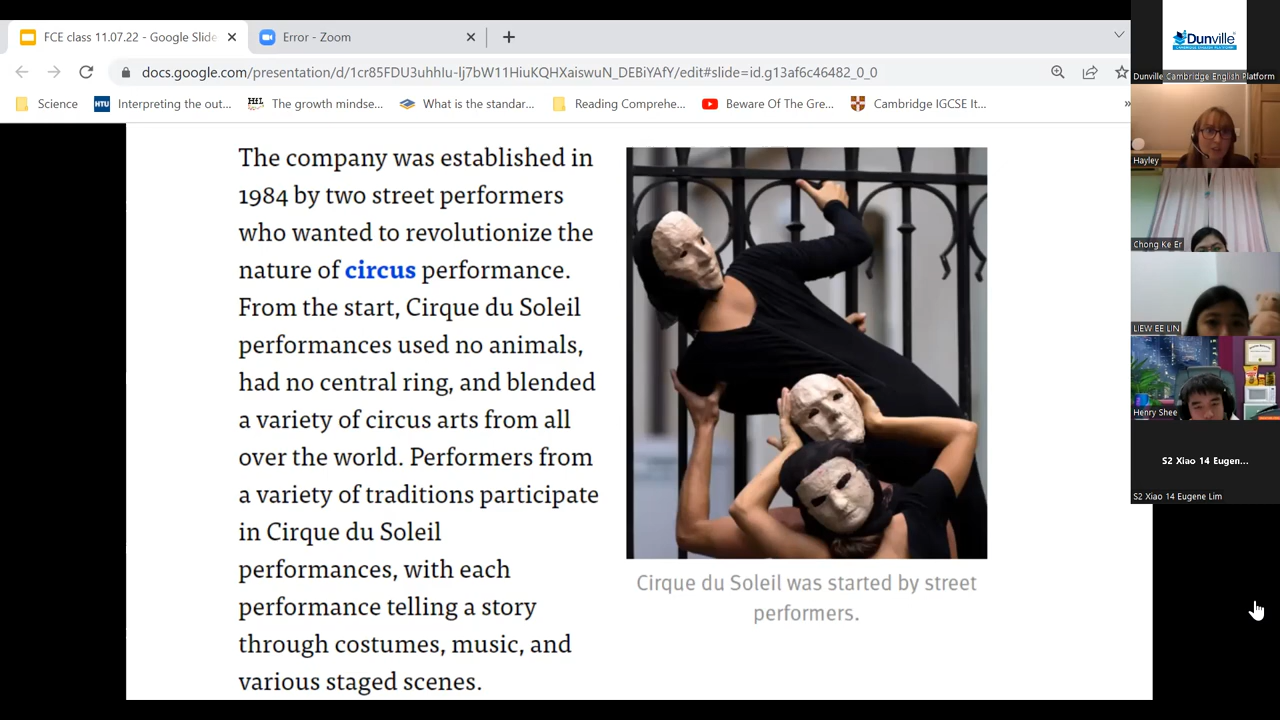 FCE class 11.07.22 - Google Slide
Error - Zoom
docs.google.com/presentation/d/1cr85FDU3uhhIu-Ij7bW11HiuKQHXaiswuN_DEBiYAfY/edit#slide=id.g13af6c46482_0_0
Science
HTU Interpreting the out...
HfL The growth mindse...
What is the standar...
Reading Comprehe...
Beware Of The Gre...
Cambridge IGCSE It...
»
The company was established in
1984 by two street performers
who wanted to revolutionize the
nature of circus performance.
From the start, Cirque du Soleil
performances used no animals,
had no central ring, and blended
a variety of circus arts from all
over the world. Performers from
a variety of traditions participate
in Cirque du Soleil
performances, with each
performance telling a story
through costumes, music, and
various staged scenes.
Cirque du Soleil was started by street
performers.
Dunville
CAMBRIDGE ENGLISH PLATFORM
Dunville Cambridge English Platform
Hayley
Chong Ke Er
LIEW EE LIN
Henry Shee
S2 Xiao 14 Eugen...
S2 Xiao 14 Eugene Lim